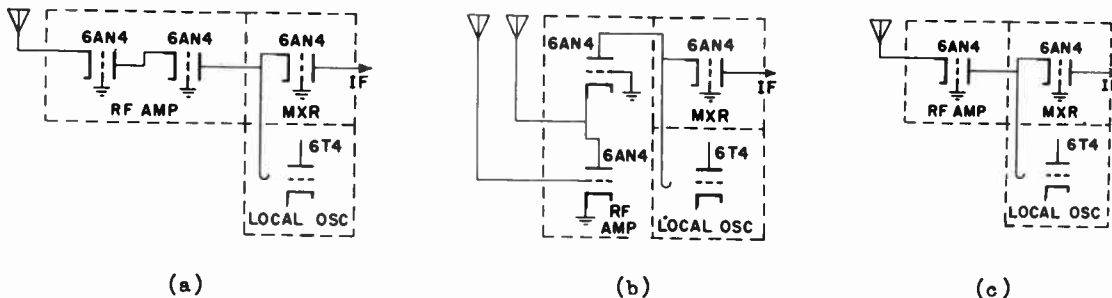 6AN4 6AN4 6AN4
IF
RF AMP MXR
6T4
LOCAL OSC
(a)
6AN4 6AN4
IF
MXR
6AN4 6T4
RF
AMP LOCAL OSC
(b)
6AN4 6AN4
RF AMP MXR
6T4
LOCAL OSC
(c)